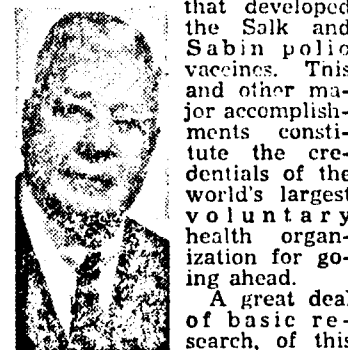 that developed
the Salk and
Sabin polio
vaccines. This
and other ma-
jor accomplish-
ments consti-
tute the cre-
dentials of the
world's largest
voluntary
health organ-
ization for go-
ing ahead.
A great deal
of basic re-
search, of this